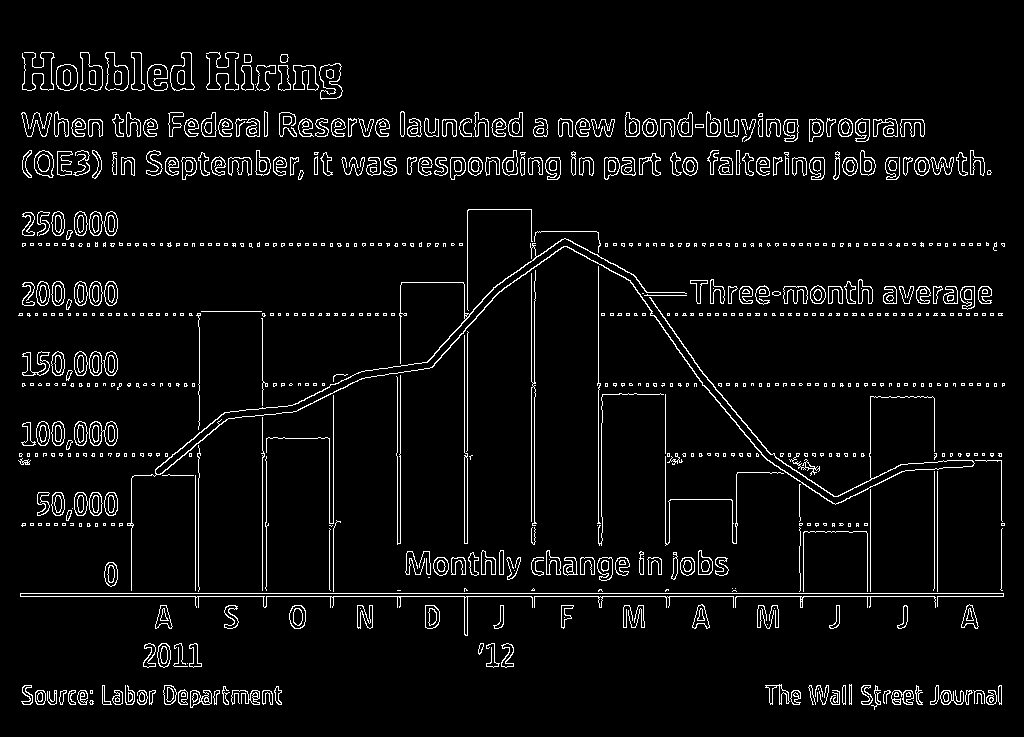 Hobbled Hiring
When the Federal Reserve launched a new bond-buying program
(QE3) in September, it was responding in part to faltering job growth.
250,000
200,000
Three-month average
150,000
100,000
50,000
Monthly change in jobs
0
A S O N D J F M A M J J A
2011 '12
Source: Labor Department The Wall Street Journal